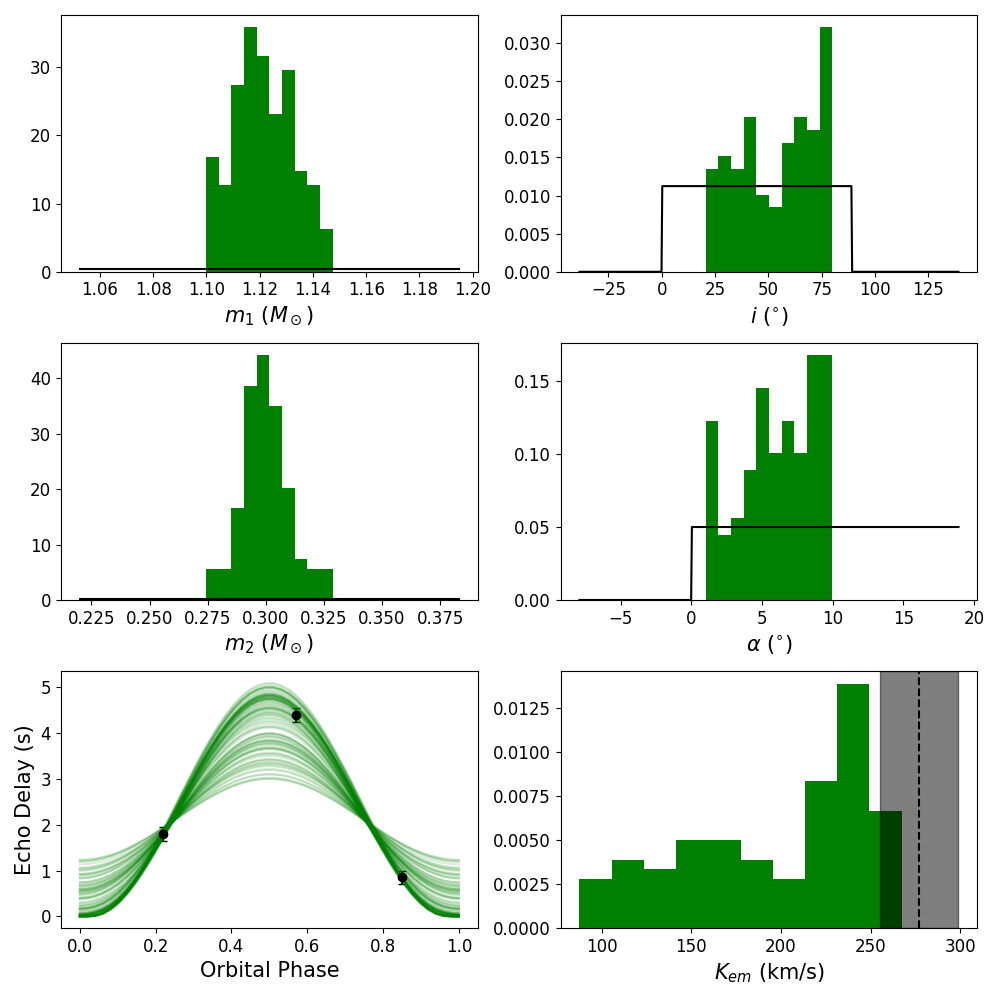 30
20
10
0
1.06 1.08 1.10 1.12 1.14 1.16 1.18 1.20
m₁ (M⊙)
0.030
0.025
0.020
0.015
0.010
0.005
0.000
−25 0 25 50 75 100 125
i (°)
40
30
20
10
0
0.225 0.250 0.275 0.300 0.325 0.350 0.375
m₂ (M⊙)
0.15
0.10
0.05
0.00
−5 0 5 10 15 20
α (°)
5
4
3
2
1
0
Echo Delay (s)
0.0 0.2 0.4 0.6 0.8 1.0
Orbital Phase
0.0125
0.0100
0.0075
0.0050
0.0025
0.0000
100 150 200 250 300
Kₑₘ (km/s)